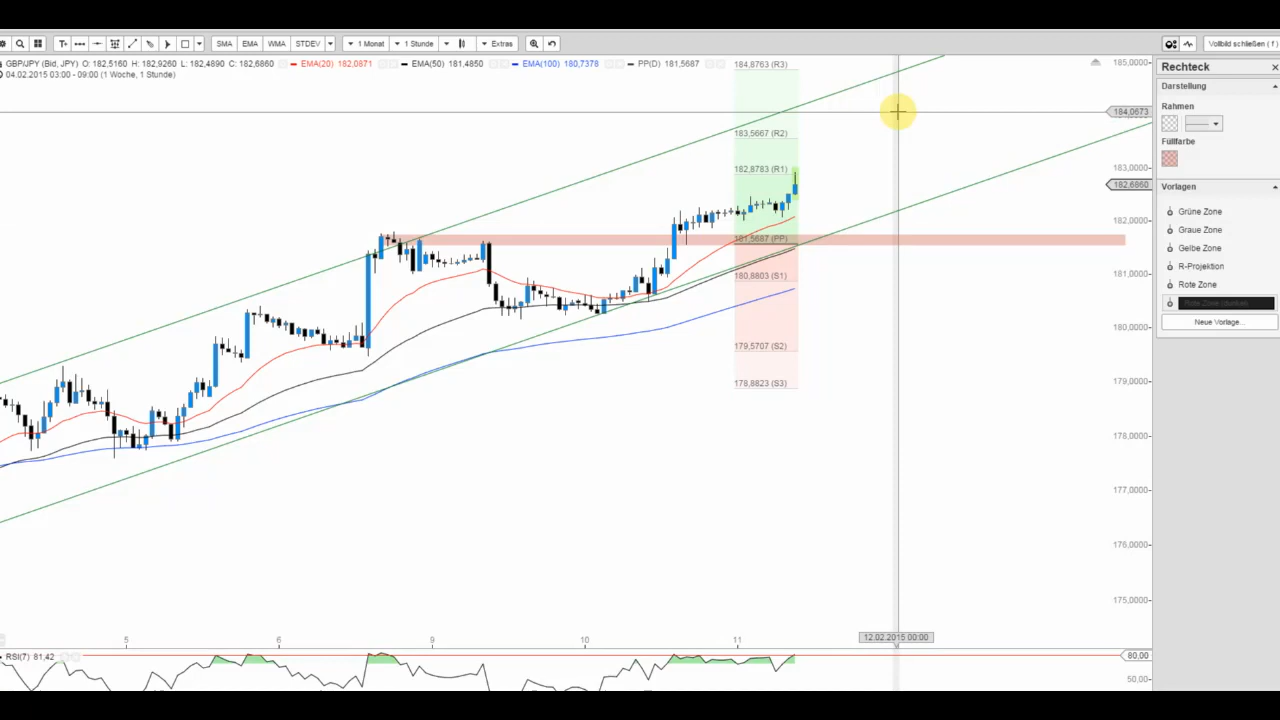 T+ SMA EMA WMA STDEV 1 Monat 1 Stunde Extras Vollbild schließen ( f )
GBP/JPY (Bid, JPY) O: 182,5160 H: 182,9260 L: 182,4890 C: 182,6860 EMA(20) 182,0871 EMA(50) 181,4850 EMA(100) 180,7378 PP(D) 181,5687
04.02.2015 03:00 - 09:00 (1 Woche, 1 Stunde)
184,8763 (R3)
183,5667 (R2)
182,8783 (R1)
181,5687 (PP)
180,8803 (S1)
179,5707 (S2)
178,8823 (S3)
185,0000
184,0673
183,0000
182,6860
182,0000
181,0000
180,0000
179,0000
178,0000
177,0000
176,0000
175,0000
5 6 9 10 11 12.02.2015 00:00
RSI(7) 81,42
80,00
50,00
Rechteck
Darstellung
Rahmen
Füllfarbe
Vorlagen
Grüne Zone
Graue Zone
Gelbe Zone
R-Projektion
Rote Zone
Rote Zone (dunkel)
Neue Vorlage...